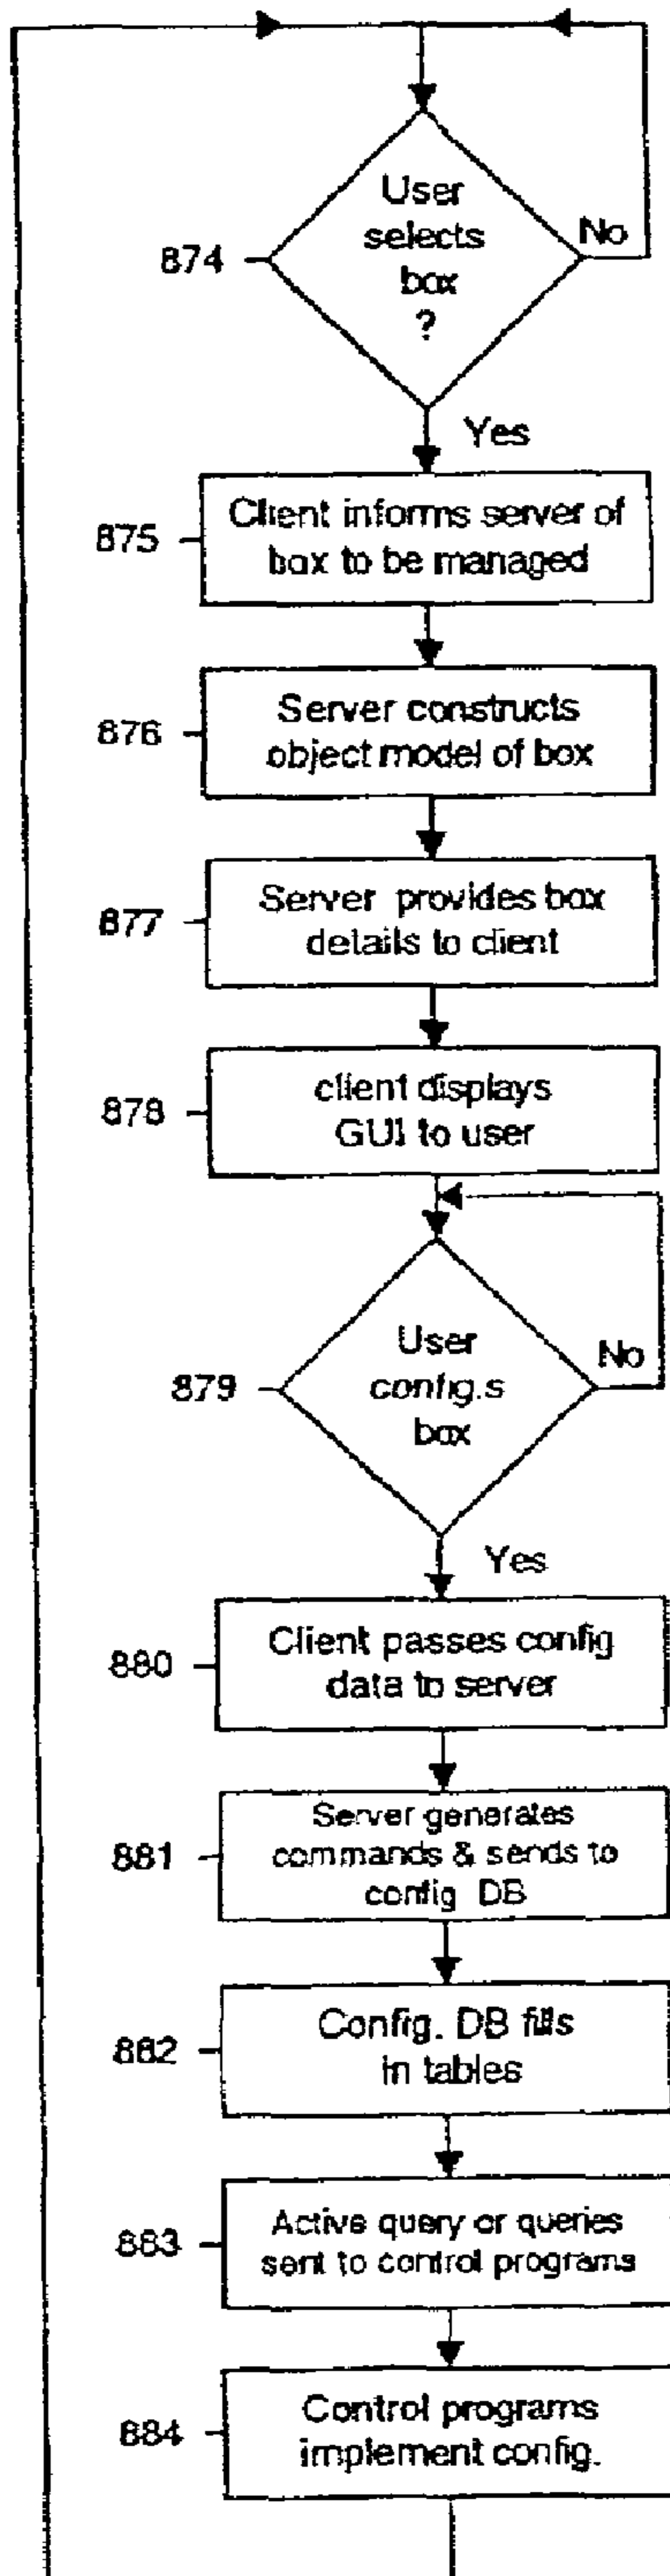 User
selects
box
?
874
No
Yes
875
Client informs server of
box to be managed
876
Server constructs
object model of box
877
Server provides box
details to client
878
client displays
GUI to user
User
config.s
box
879
No
Yes
880
Client passes config
data to server
881
Server generates
commands & sends to
config DB
882
Config. DB fills
in tables
883
Active query or queries
sent to control programs
884
Control programs
implement config.